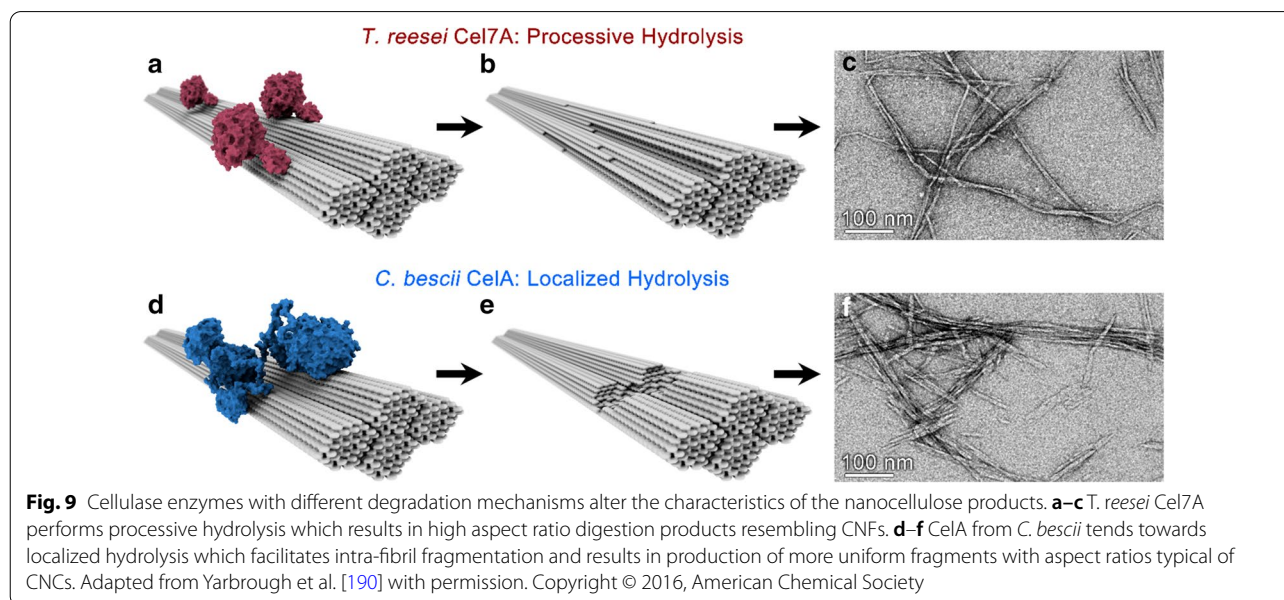 T. reesei Cel7A: Processive Hydrolysis
a
b
c
100 nm
C. bescii CelA: Localized Hydrolysis
d
e
f
100 nm
Fig. 9 Cellulase enzymes with different degradation mechanisms alter the characteristics of the nanocellulose products. a–c T. reesei Cel7A
performs processive hydrolysis which results in high aspect ratio digestion products resembling CNFs. d–f CelA from C. bescii tends towards
localized hydrolysis which facilitates intra-fibril fragmentation and results in production of more uniform fragments with aspect ratios typical of
CNCs. Adapted from Yarbrough et al. [190] with permission. Copyright © 2016, American Chemical Society